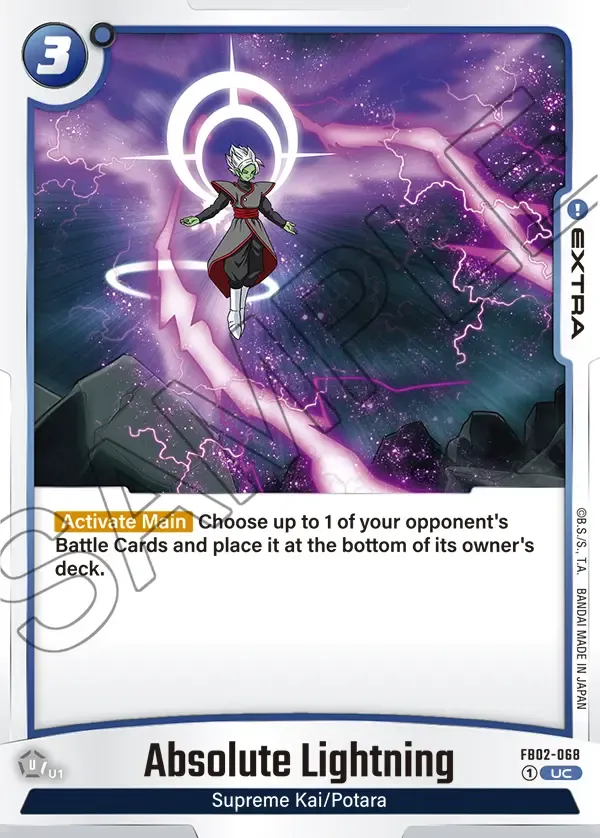 3
! EXTRA
SAMPLE
Activate Main Choose up to 1 of your opponent's
Battle Cards and place it at the bottom of its owner's
deck.
©B.S./S., T.A. BANDAI MADE IN JAPAN
U/U1
Absolute Lightning
FB02-068
1 UC
Supreme Kai/Potara